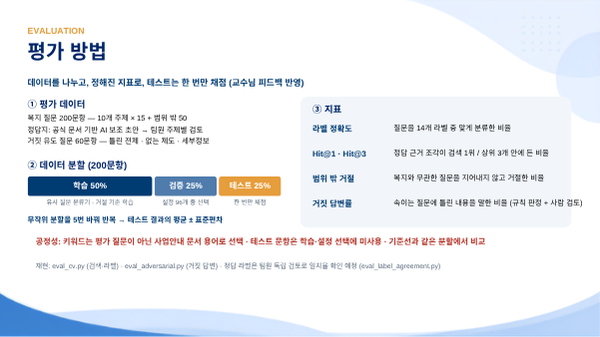 EVALUATION
평가 방법
데이터를 나누고, 정해진 지표로, 테스트는 한 번만 채점 (교수님 피드백 반영)
① 평가 데이터
복지 질문 200문항 — 10개 주제 × 15 + 범위 밖 50
정답지: 공식 문서 기반 AI 보조 초안 → 팀원 주제별 검토
거짓 유도 질문 60문항 — 틀린 전제 · 없는 제도 · 세부정보
② 데이터 분할 (200문항)
학습 50%
검증 25%
테스트 25%
유사 질문 분류기 · 거절 기준 학습
설정 96개 중 선택
한 번만 채점
무작위 분할을 5번 바꿔 반복 → 테스트 결과의 평균 ± 표준편차
③ 지표
라벨 정확도 질문을 14개 라벨 중 맞게 분류한 비율
Hit@1 · Hit@3 정답 근거 조각이 검색 1위 / 상위 3개 안에 든 비율
범위 밖 거절 복지와 무관한 질문을 지어내지 않고 거절한 비율
거짓 답변률 속이는 질문에 틀린 내용을 말한 비율 (규칙 판정 + 사람 검토)
공정성: 키워드는 평가 질문이 아닌 사업안내 문서 용어로 선택 · 테스트 문항은 학습·설정 선택에 미사용 · 기준선과 같은 분할에서 비교
재현: eval_cv.py (검색·라벨) · eval_adversarial.py (거짓 답변) · 정답 라벨은 팀원 독립 검토로 일치율 확인 예정 (eval_label_agreement.py)